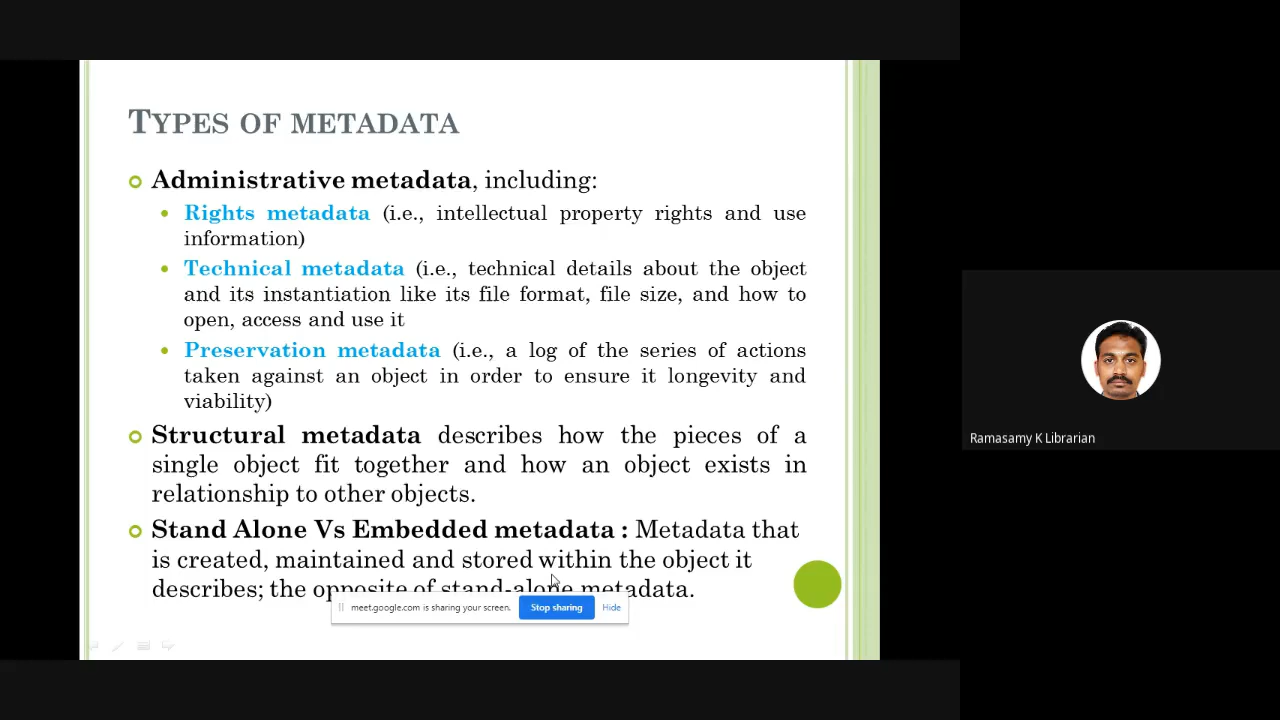 TYPES OF METADATA
Administrative metadata, including:
Rights metadata (i.e., intellectual property rights and use
information)
Technical metadata (i.e., technical details about the object
and its instantiation like its file format, file size, and how to
open, access and use it
Preservation metadata (i.e., a log of the series of actions
taken against an object in order to ensure it longevity and
viability)
Structural metadata describes how the pieces of a
single object fit together and how an object exists in
relationship to other objects.
Stand Alone Vs Embedded metadata : Metadata that
is created, maintained and stored within the object it
describes; the opposite of stand-alone metadata.
meet.google.com is sharing your screen. Stop sharing Hide
Ramasamy K Librarian